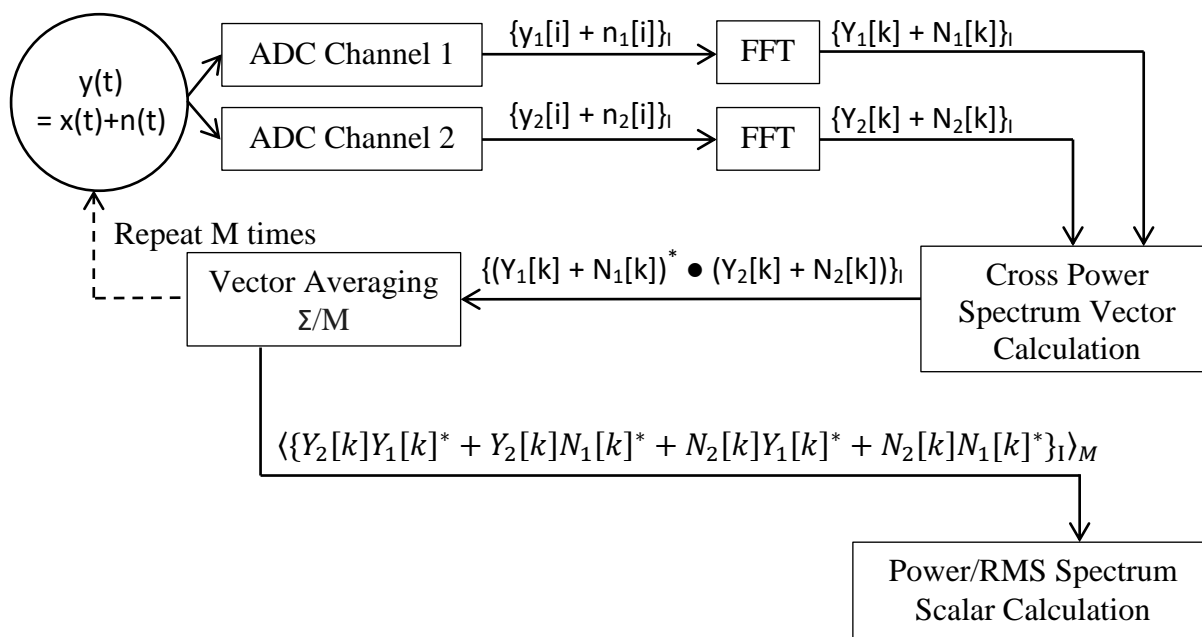 y(t)
= x(t)+n(t)
ADC Channel 1
{y₁[i] + n₁[i]}ᵢ
FFT
{Y₁[k] + N₁[k]}ᵢ
ADC Channel 2
{y₂[i] + n₂[i]}ᵢ
FFT
{Y₂[k] + N₂[k]}ᵢ
Repeat M times
Vector Averaging
Σ/M
{(Y₁[k] + N₁[k])* ● (Y₂[k] + N₂[k])}ᵢ
Cross Power
Spectrum Vector
Calculation
⟨{Y₂[k]Y₁[k]* + Y₂[k]N₁[k]* + N₂[k]Y₁[k]* + N₂[k]N₁[k]*}ᵢ⟩M
Power/RMS Spectrum
Scalar Calculation